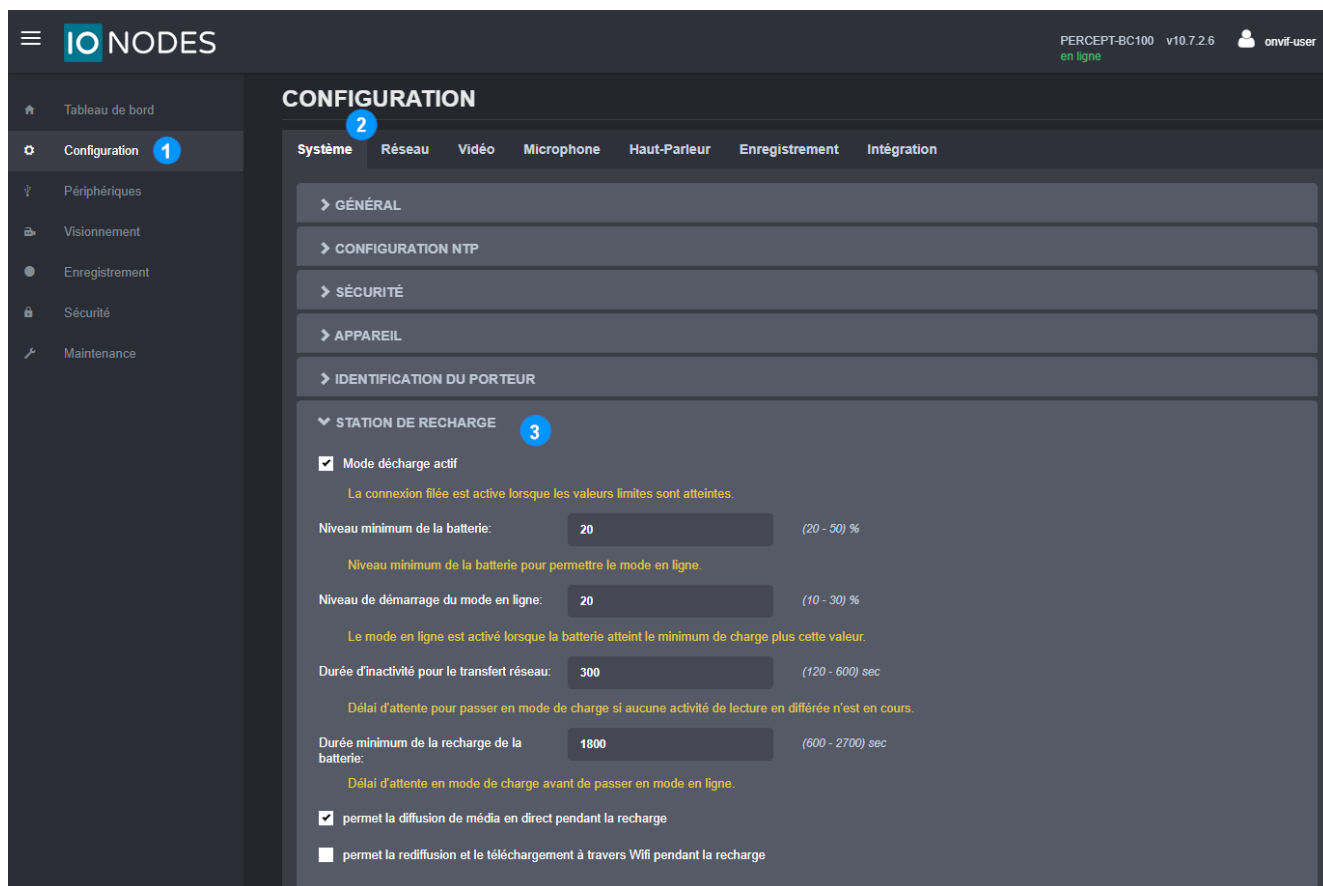 IO NODES
PERCEPT-BC100 v10.7.2.6 onvif-user
en ligne
Tableau de bord
Configuration 1
Périphériques
Visionnement
Enregistrement
Sécurité
Maintenance
CONFIGURATION
2
Système Réseau Vidéo Microphone Haut-Parleur Enregistrement Intégration
GÉNÉRAL
CONFIGURATION NTP
SÉCURITÉ
APPAREIL
IDENTIFICATION DU PORTEUR
STATION DE RECHARGE 3
Mode décharge actif
La connexion filée est active lorsque les valeurs limites sont atteintes.
Niveau minimum de la batterie: 20 (20 - 50) %
Niveau minimum de la batterie pour permettre le mode en ligne.
Niveau de démarrage du mode en ligne: 20 (10 - 30) %
Le mode en ligne est activé lorsque la batterie atteint le minimum de charge plus cette valeur.
Durée d'inactivité pour le transfert réseau: 300 (120 - 600) sec
Délai d'attente pour passer en mode de charge si aucune activité de lecture en différée n'est en cours.
Durée minimum de la recharge de la
batterie: 1800 (600 - 2700) sec
Délai d'attente en mode de charge avant de passer en mode en ligne.
permet la diffusion de média en direct pendant la recharge
permet la rediffusion et le téléchargement à travers Wifi pendant la recharge